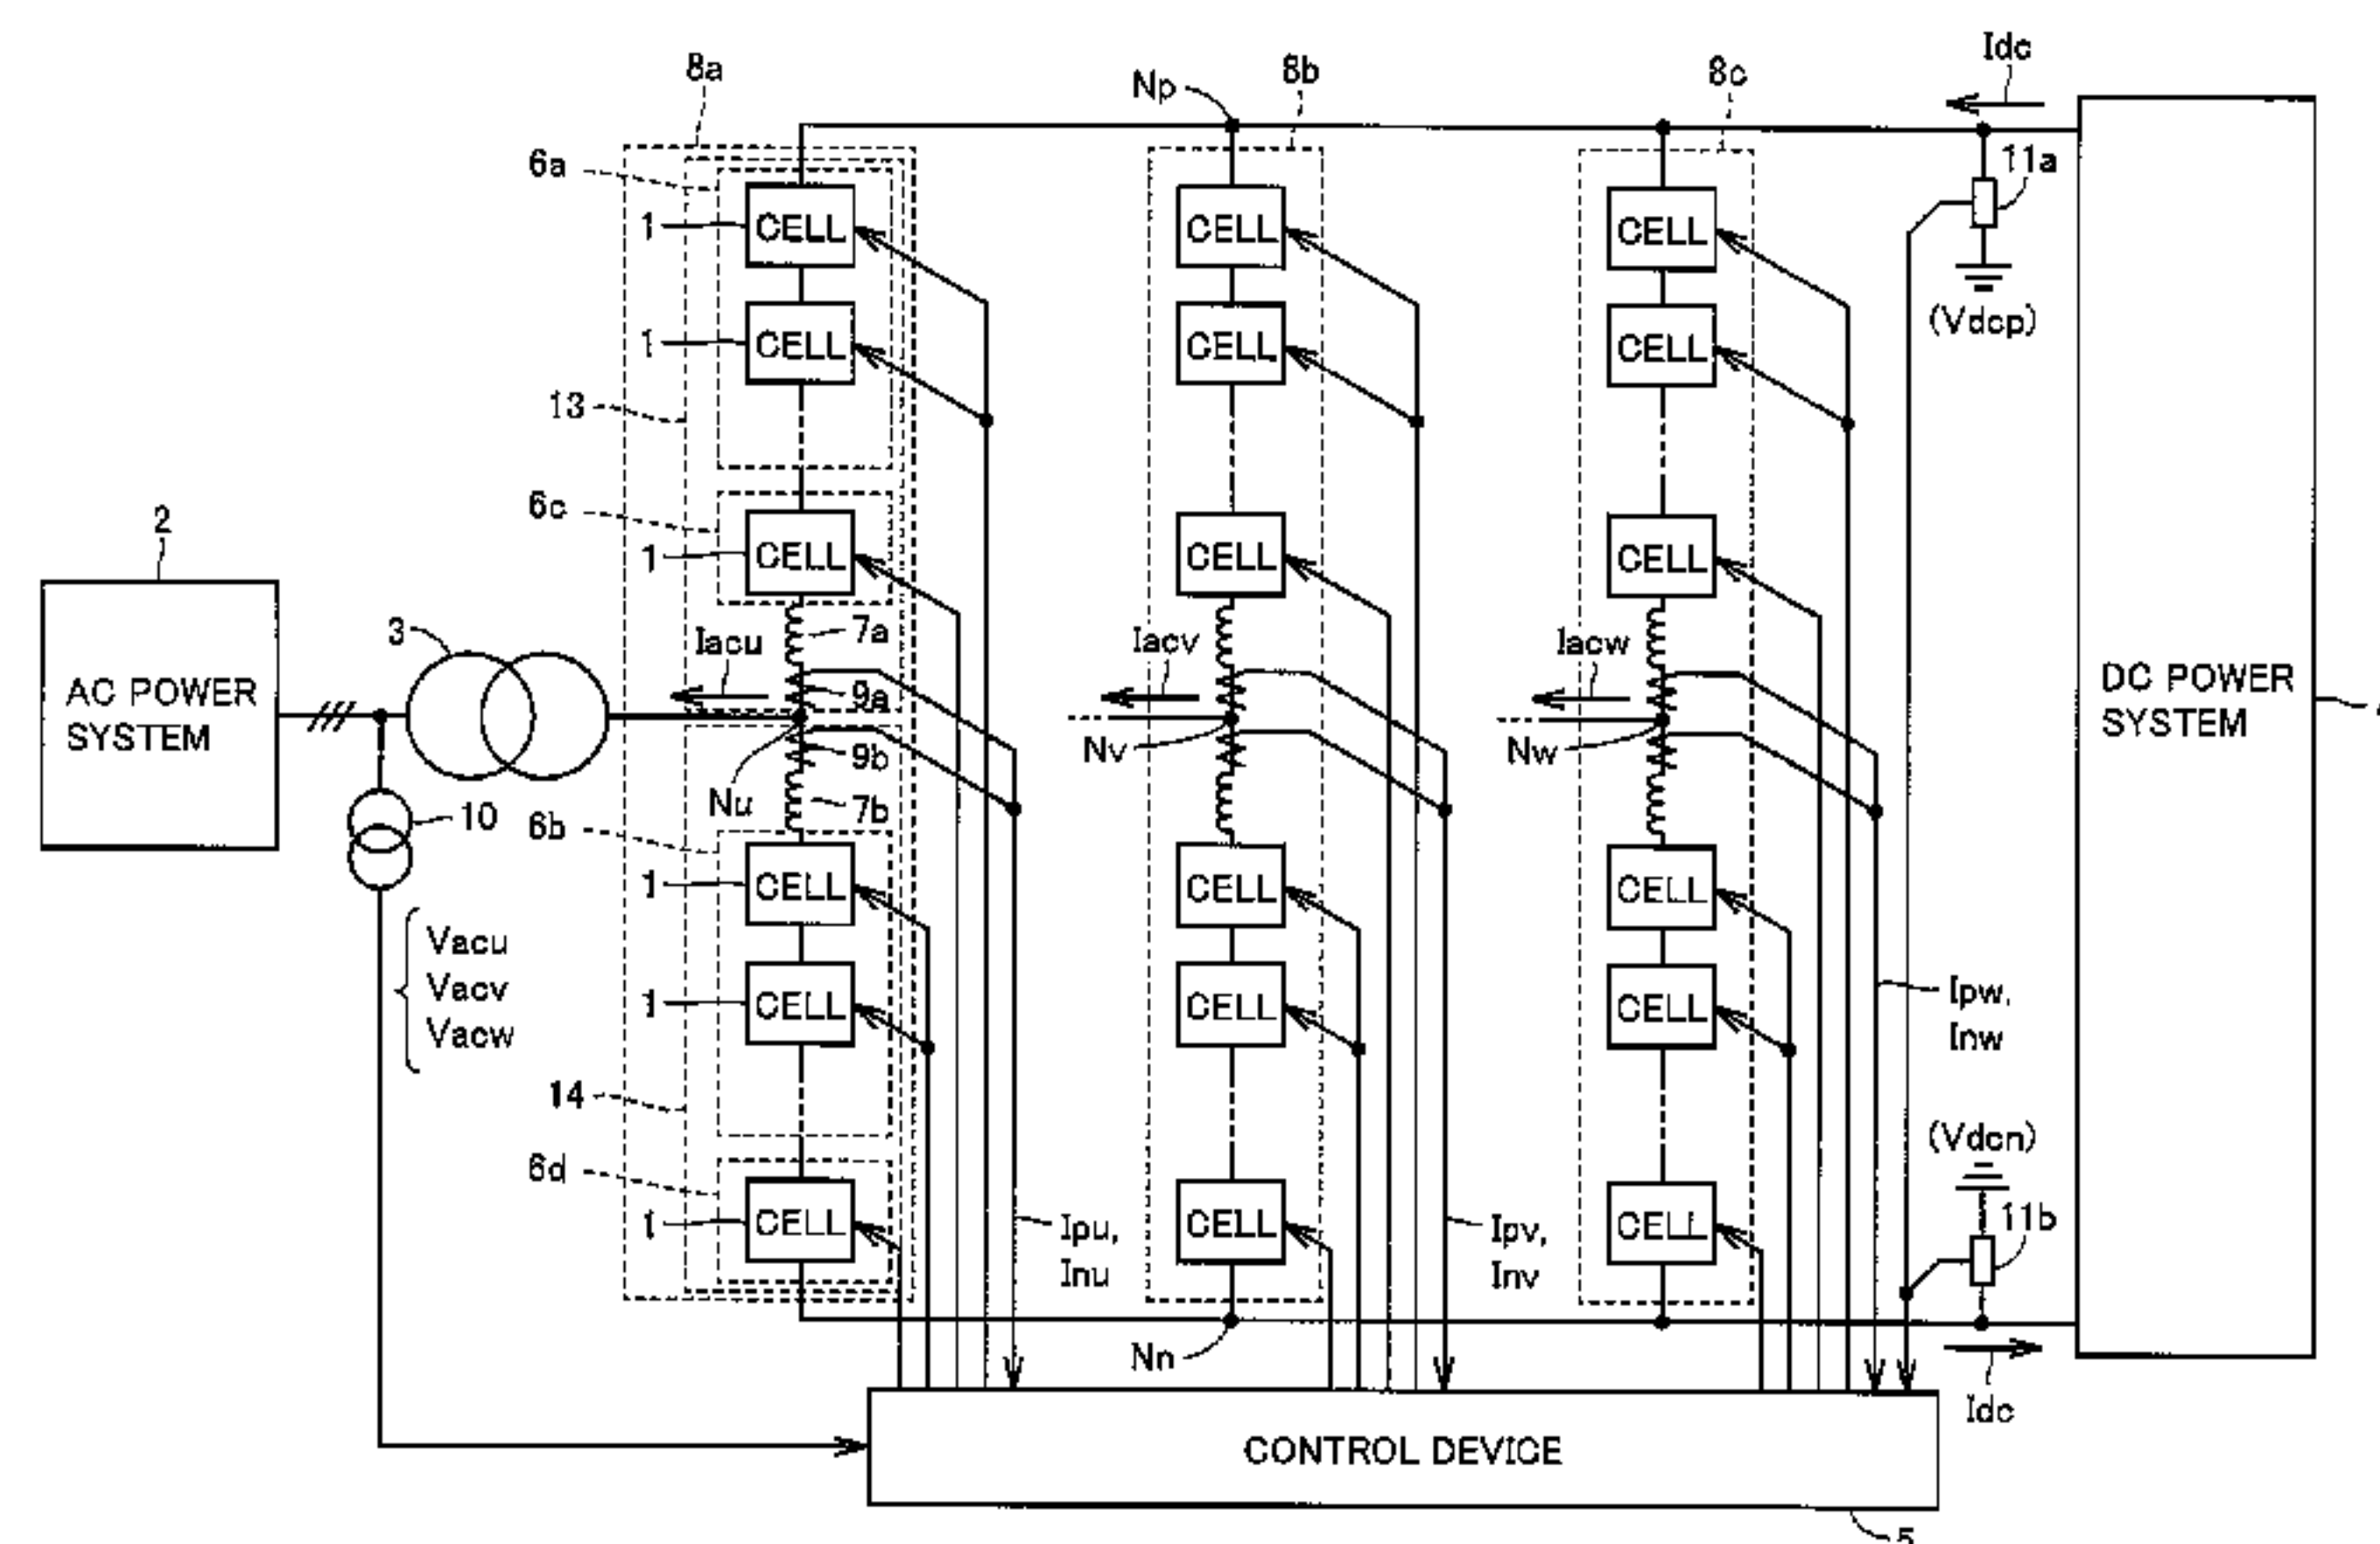 Idc
8a
Np
8b
8c
6a
11a
1
CELL
CELL
CELL
(Vdcp)
1
CELL
CELL
CELL
13
6c
2
1
CELL
CELL
CELL
3
Iacu
7a
Iacv
Iacw
AC POWER
SYSTEM
9a
DC POWER
SYSTEM
9b
Nu
Nv
Nw
7b
10
6b
1
CELL
CELL
CELL
Vacu
Vacv
Vacw
1
CELL
CELL
CELL
Ipw,
Inw
14
(Vdcn)
6d
1
CELL
CELL
CELL
11b
Ipu,
Inu
Ipv,
Inv
Nn
Idc
CONTROL DEVICE
5